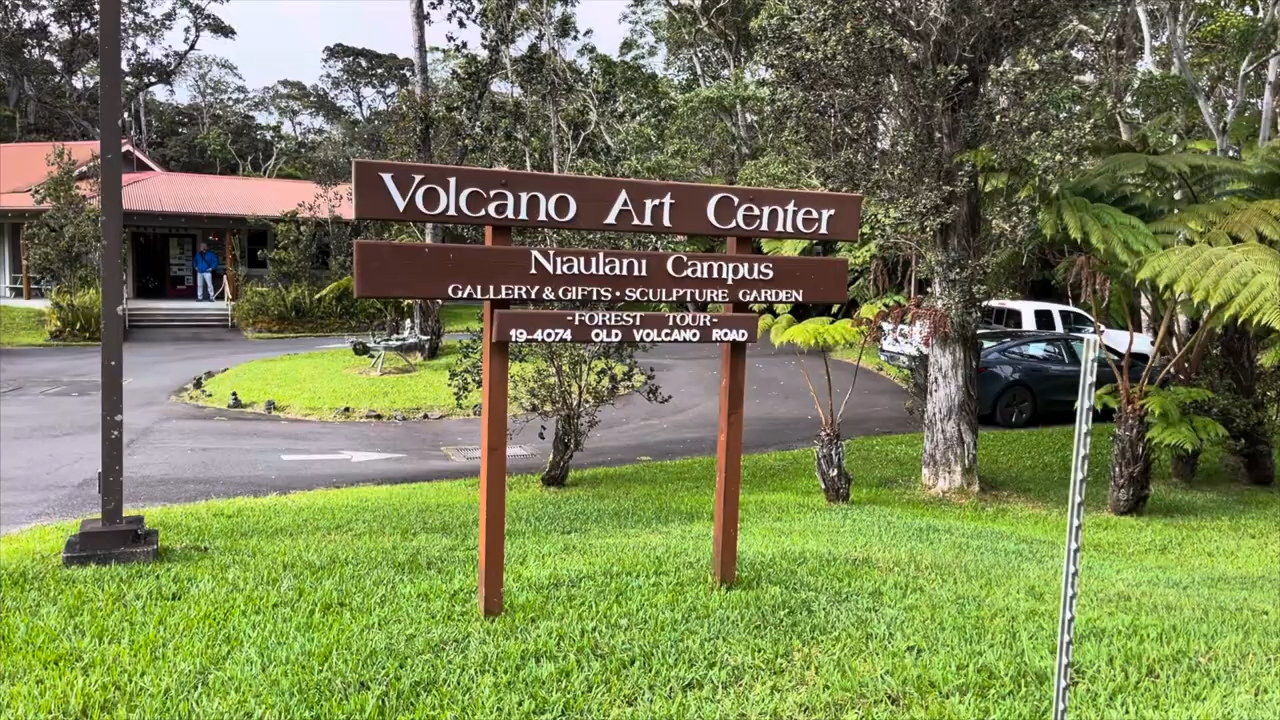 Volcano Art Center
Niaulani Campus
GALLERY & GIFTS • SCULPTURE GARDEN
-FOREST TOUR-
19-4074 OLD VOLCANO ROAD